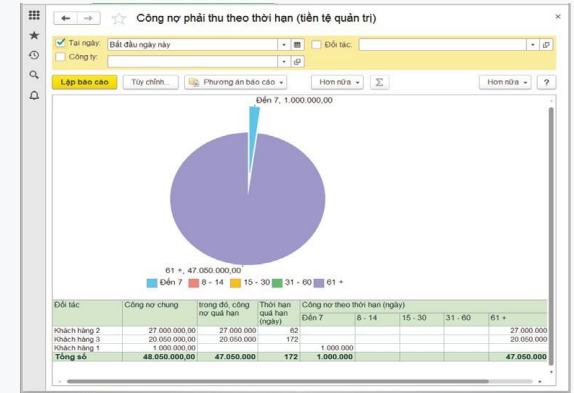 Công nợ phải thu theo thời hạn (tiền tệ quản trị)
Tại ngày: Bắt đầu ngày này Đối tác:
Công ty:
Lập báo cáo Tùy chỉnh... Phương án báo cáo Hơn nữa Σ Hơn nữa ?
Đến 7, 1.000.000,00
61 +, 47.050.000,00
Đến 7 8 - 14 15 - 30 31 - 60 61 +
Đối tác Công nợ chung trong đó, công nợ quá hạn Thời hạn quá hạn (ngày) Công nợ theo thời hạn (ngày)
Đến 7 8 - 14 15 - 30 31 - 60 61 +
Khách hàng 2 27 000 000,00 27 000 000 62 27 000 000
Khách hàng 3 20 050 000,00 20 050 000 172 20 050 000
Khách hàng 1 1 000 000,00 1 000 000
Tổng số 48.050.000,00 47.050.000 172 1.000.000 47.050.000